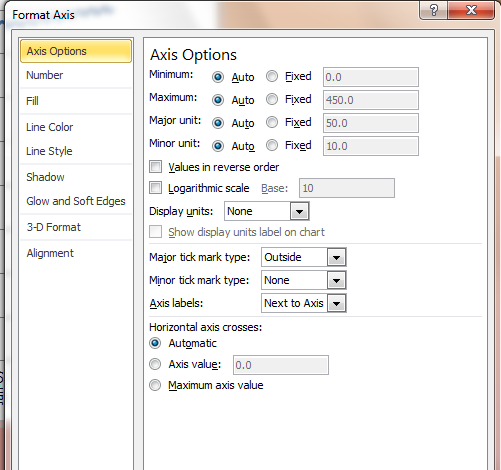 Format Axis
?
Axis Options
Number
Fill
Line Color
Line Style
Shadow
Glow and Soft Edges
3-D Format
Alignment
Axis Options
Minimum: Auto Fixed 0.0
Maximum: Auto Fixed 450.0
Major unit: Auto Fixed 50.0
Minor unit: Auto Fixed 10.0
Values in reverse order
Logarithmic scale Base: 10
Display units: None
Show display units label on chart
Major tick mark type: Outside
Minor tick mark type: None
Axis labels: Next to Axis
Horizontal axis crosses:
Automatic
Axis value: 0.0
Maximum axis value